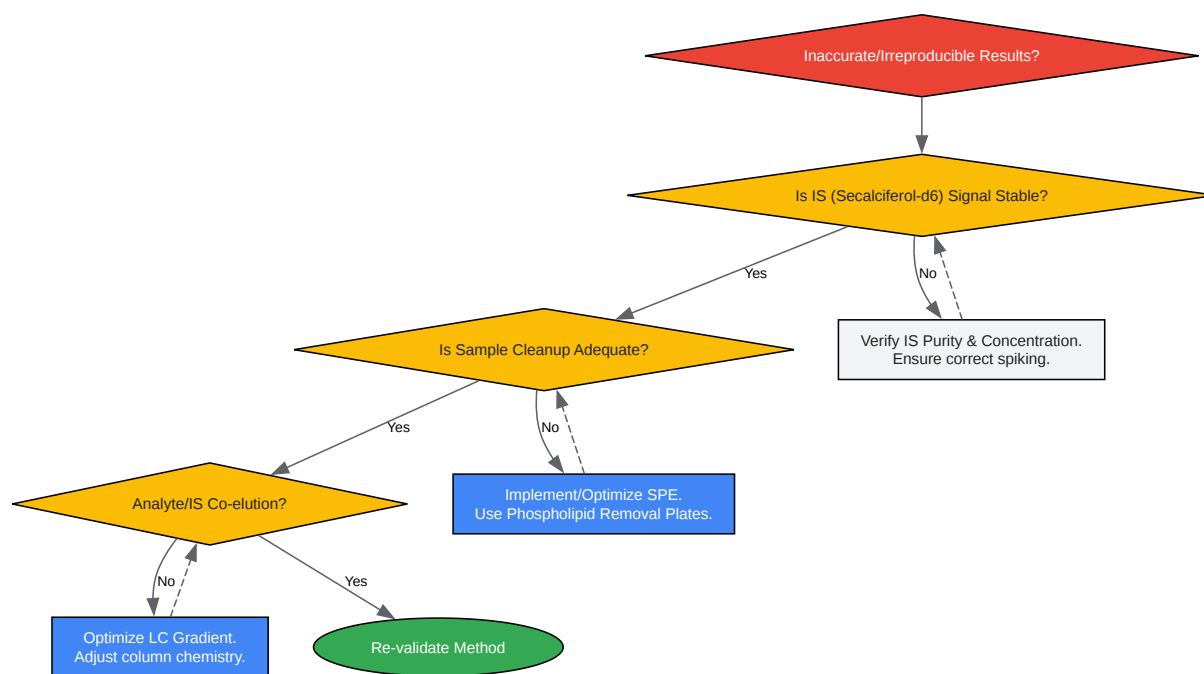 Inaccurate/Irreproducible Results?
Is IS (Secalciferol-d6) Signal Stable?
Yes
No
Verify IS Purity & Concentration.
Ensure correct spiking.
Is Sample Cleanup Adequate?
Yes
No
Implement/Optimize SPE.
Use Phospholipid Removal Plates.
Analyte/IS Co-elution?
No
Yes
Optimize LC Gradient.
Adjust column chemistry.
Re-validate Method